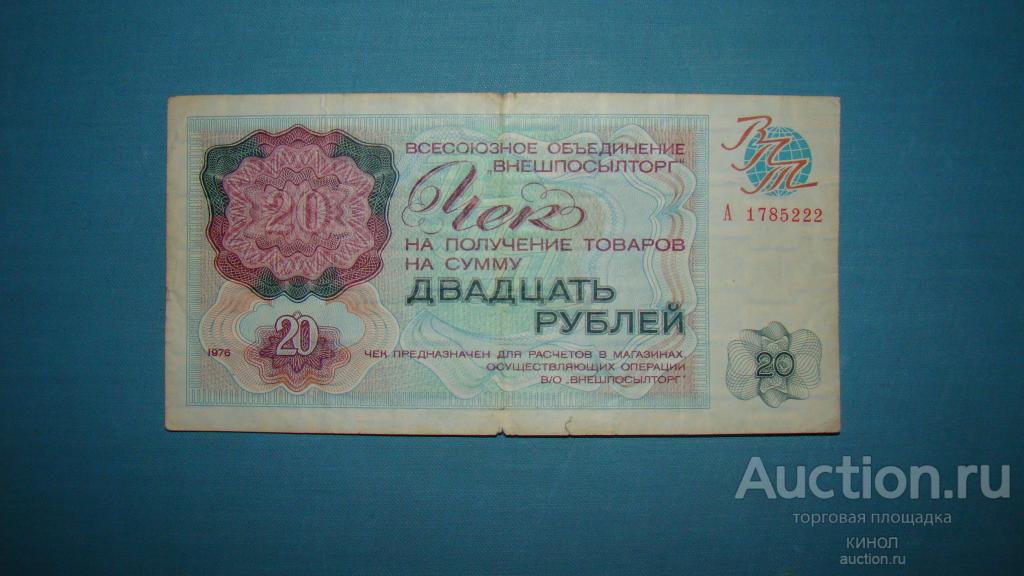 20
ВСЕСОЮЗНОЕ ОБЪЕДИНЕНИЕ
„ВНЕШПОСЫЛТОРГ"
Чек
НА ПОЛУЧЕНИЕ ТОВАРОВ
НА СУММУ
ДВАДЦАТЬ
РУБЛЕЙ
ВПТ
А 1785222
20
1976
ЧЕК ПРЕДНАЗНАЧЕН ДЛЯ РАСЧЕТОВ В МАГАЗИНАХ,
ОСУЩЕСТВЛЯЮЩИХ ОПЕРАЦИИ
В/О „ВНЕШПОСЫЛТОРГ"
20
Auction.ru
торговая площадка
КИНОЛ
auction.ru